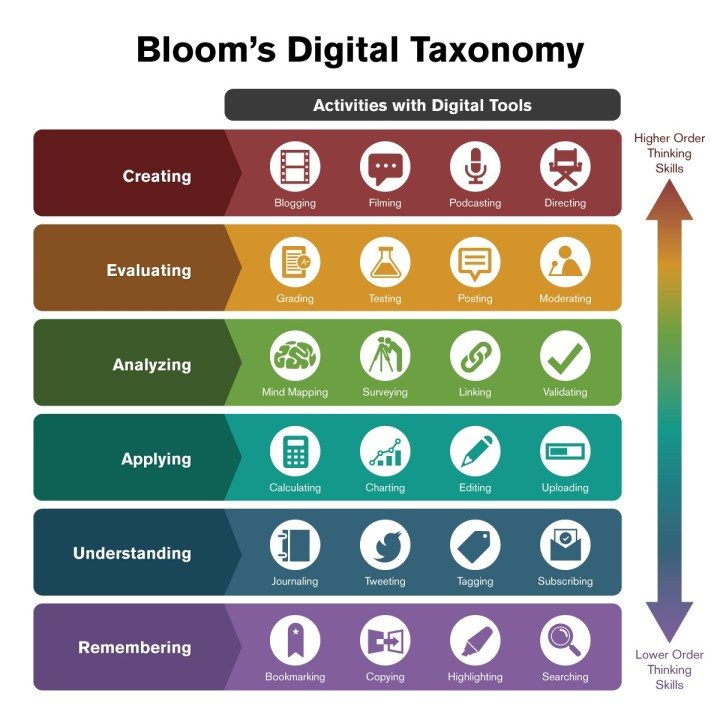 Bloom's Digital Taxonomy
Activities with Digital Tools
Higher Order
Thinking
Skills
Creating
Blogging
Filming
Podcasting
Directing
Evaluating
A+
Grading
Testing
Posting
Moderating
Analyzing
Mind Mapping
Surveying
Linking
Validating
Applying
Calculating
Charting
Editing
Uploading
Understanding
Journaling
Tweeting
Tagging
Subscribing
Remembering
Bookmarking
Copying
Highlighting
Searching
Lower Order
Thinking
Skills